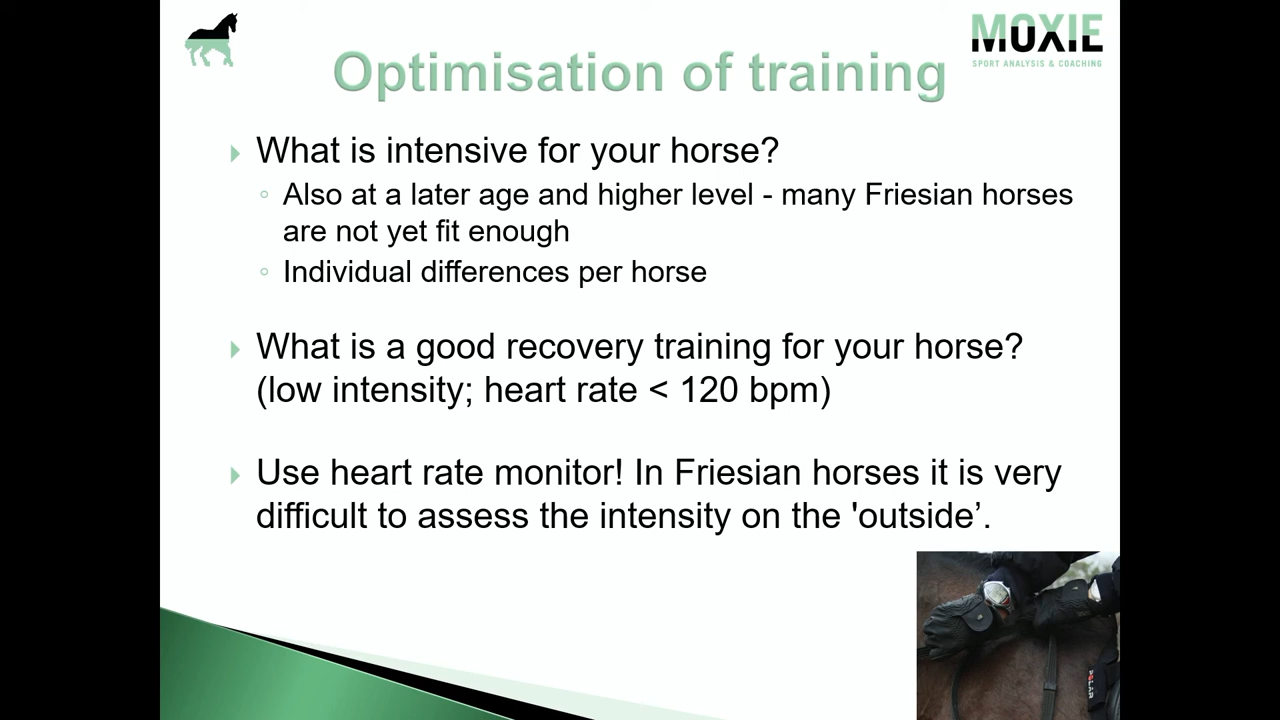 MOXIE
SPORT ANALYSIS & COACHING
Optimisation of training
What is intensive for your horse?
Also at a later age and higher level - many Friesian horses
are not yet fit enough
Individual differences per horse
What is a good recovery training for your horse?
(low intensity; heart rate < 120 bpm)
Use heart rate monitor! In Friesian horses it is very
difficult to assess the intensity on the 'outside’.
POLAR